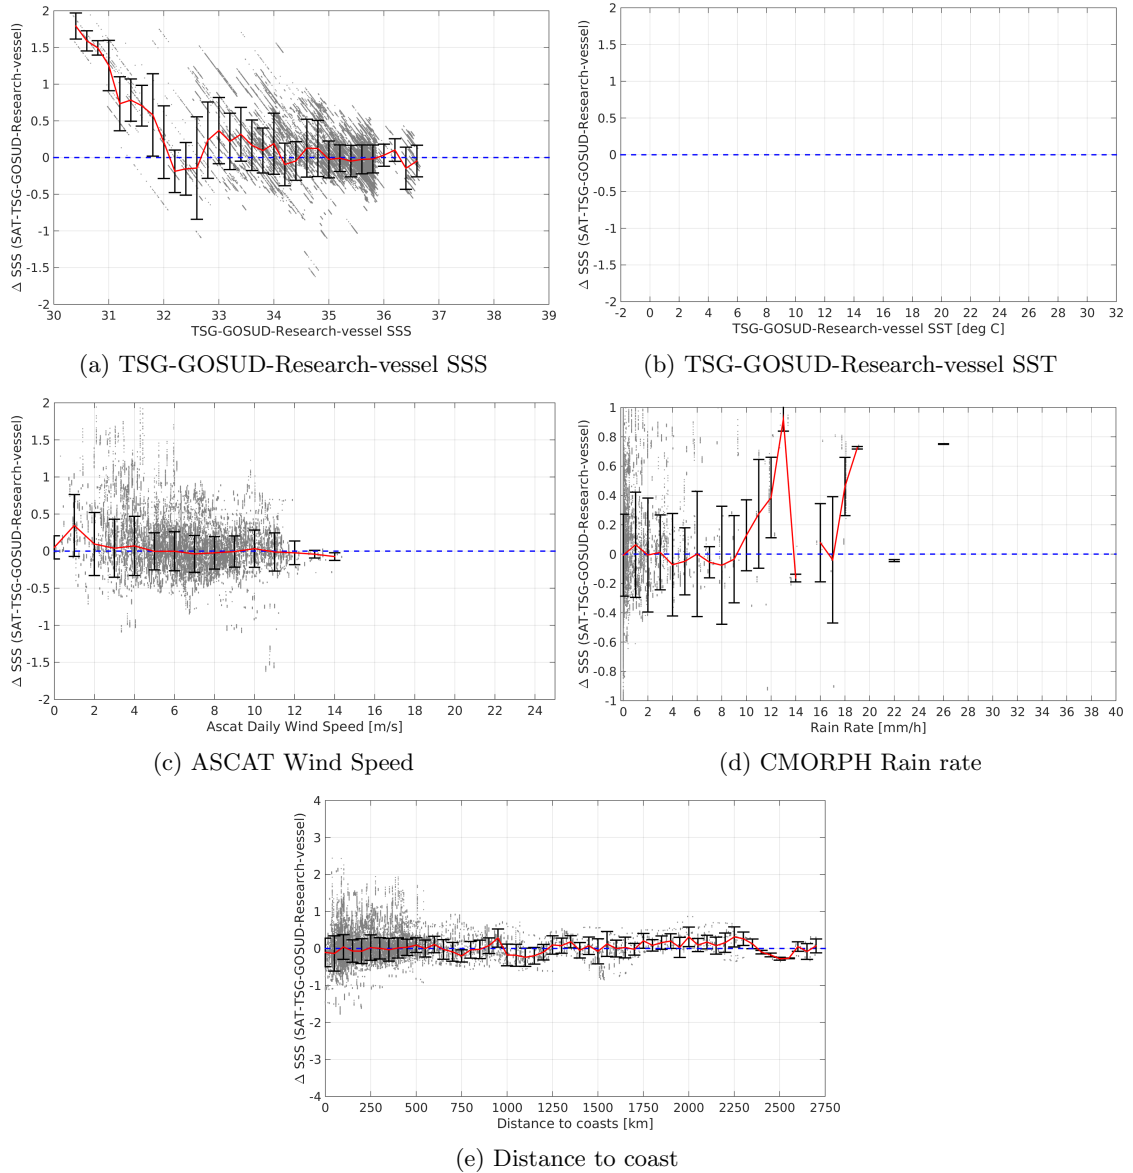 2
1.5
1
0.5
0
-0.5
-1
-1.5
-2
Δ SSS (SAT-TSG-GOSUD-Research-vessel)
30 31 32 33 34 35 36 37 38 39
TSG-GOSUD-Research-vessel SSS
(a) TSG-GOSUD-Research-vessel SSS
2
1.5
1
0.5
0
-0.5
-1
-1.5
-2
Δ SSS (SAT-TSG-GOSUD-Research-vessel)
-2 0 2 4 6 8 10 12 14 16 18 20 22 24 26 28 30 32
TSG-GOSUD-Research-vessel SST [deg C]
(b) TSG-GOSUD-Research-vessel SST
2
1.5
1
0.5
0
-0.5
-1
-1.5
-2
Δ SSS (SAT-TSG-GOSUD-Research-vessel)
0 2 4 6 8 10 12 14 16 18 20 22 24
Ascat Daily Wind Speed [m/s]
(c) ASCAT Wind Speed
1
0.8
0.6
0.4
0.2
0
-0.2
-0.4
-0.6
-0.8
-1
Δ SSS (SAT-TSG-GOSUD-Research-vessel)
0 2 4 6 8 10 12 14 16 18 20 22 24 26 28 30 32 34 36 38 40
Rain Rate [mm/h]
(d) CMORPH Rain rate
4
3
2
1
0
-1
-2
-3
-4
Δ SSS (SAT-TSG-GOSUD-Research-vessel)
0 250 500 750 1000 1250 1500 1750 2000 2250 2500 2750
Distance to coasts [km]
(e) Distance to coast